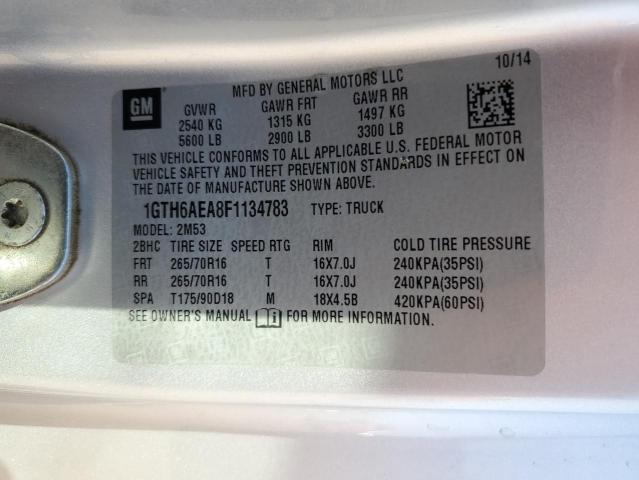 MFD BY GENERAL MOTORS LLC 10/14
GM
GVWR GAWR FRT GAWR RR
2540 KG 1315 KG 1497 KG
5600 LB 2900 LB 3300 LB
THIS VEHICLE CONFORMS TO ALL APPLICABLE U.S. FEDERAL MOTOR
VEHICLE SAFETY AND THEFT PREVENTION STANDARDS IN EFFECT ON
THE DATE OF MANUFACTURE SHOWN ABOVE.
1GTH6AEA8F1134783 TYPE: TRUCK
MODEL: 2M53
2BHC TIRE SIZE SPEED RTG RIM COLD TIRE PRESSURE
FRT 265/70R16 T 16X7.0J 240KPA(35PSI)
RR 265/70R16 T 16X7.0J 240KPA(35PSI)
SPA T175/90D18 M 18X4.5B 420KPA(60PSI)
SEE OWNER'S MANUAL FOR MORE INFORMATION.